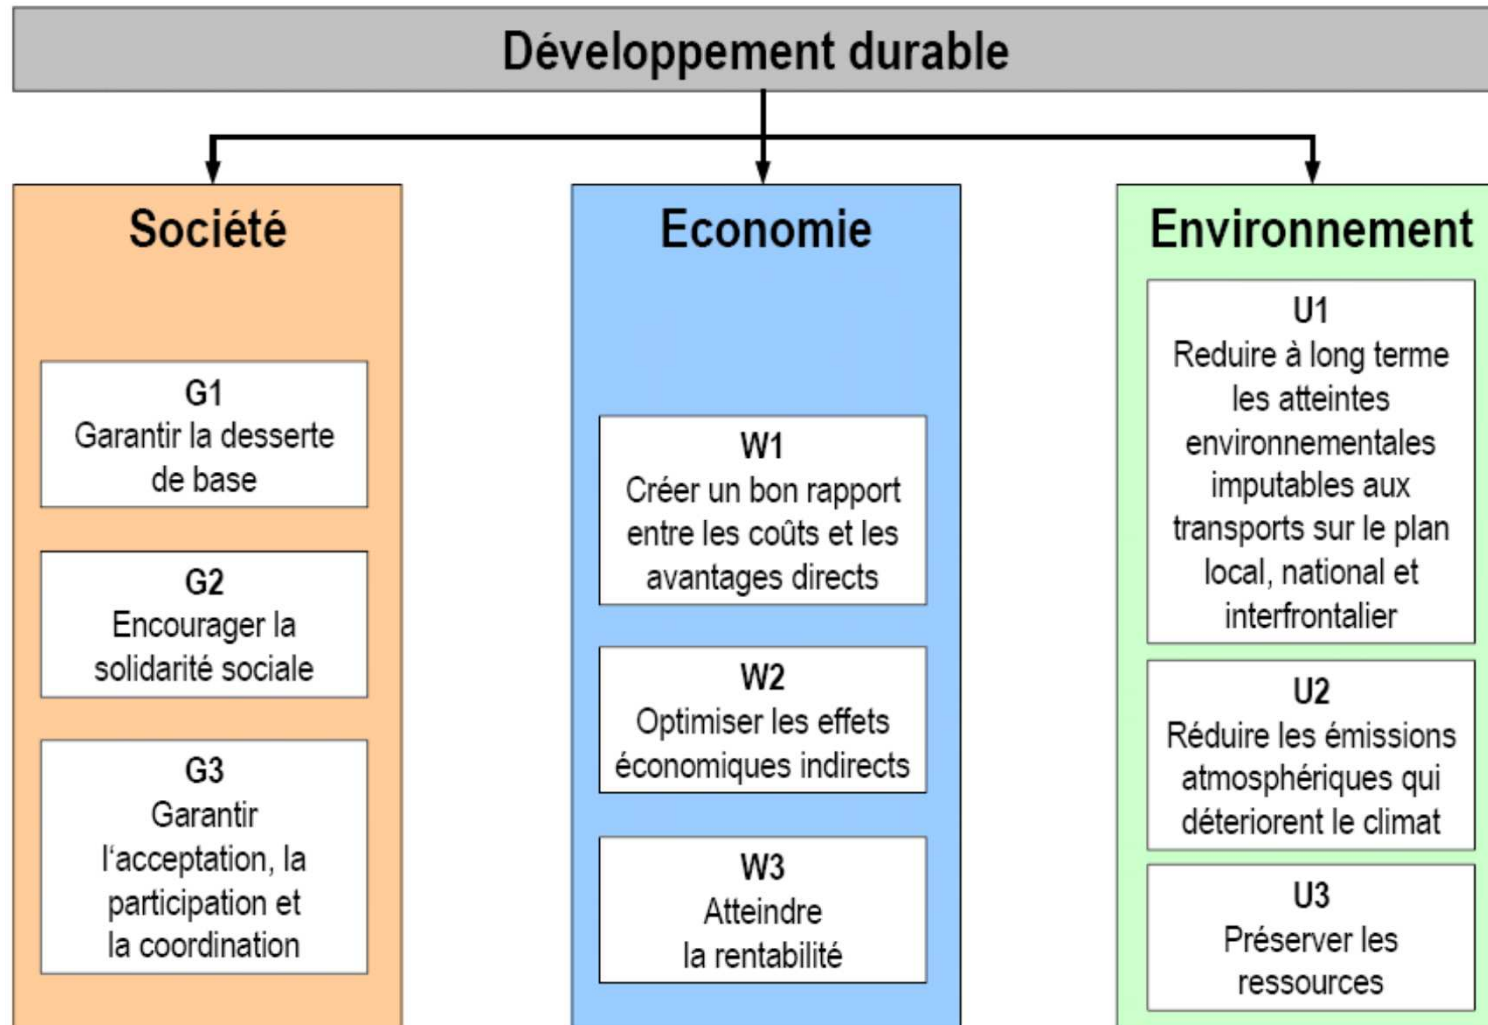 Développement durable
Société
G1
Garantir la desserte
de base
G2
Encourager la
solidarité sociale
G3
Garantir
l‘acceptation, la
participation et
la coordination
Economie
W1
Créer un bon rapport
entre les coûts et les
avantages directs
W2
Optimiser les effets
économiques indirects
W3
Atteindre
la rentabilité
Environnement
U1
Reduire à long terme
les atteintes
environnementales
imputables aux
transports sur le plan
local, national et
interfrontalier
U2
Réduire les émissions
atmosphériques qui
déteriorent le climat
U3
Préserver les
ressources